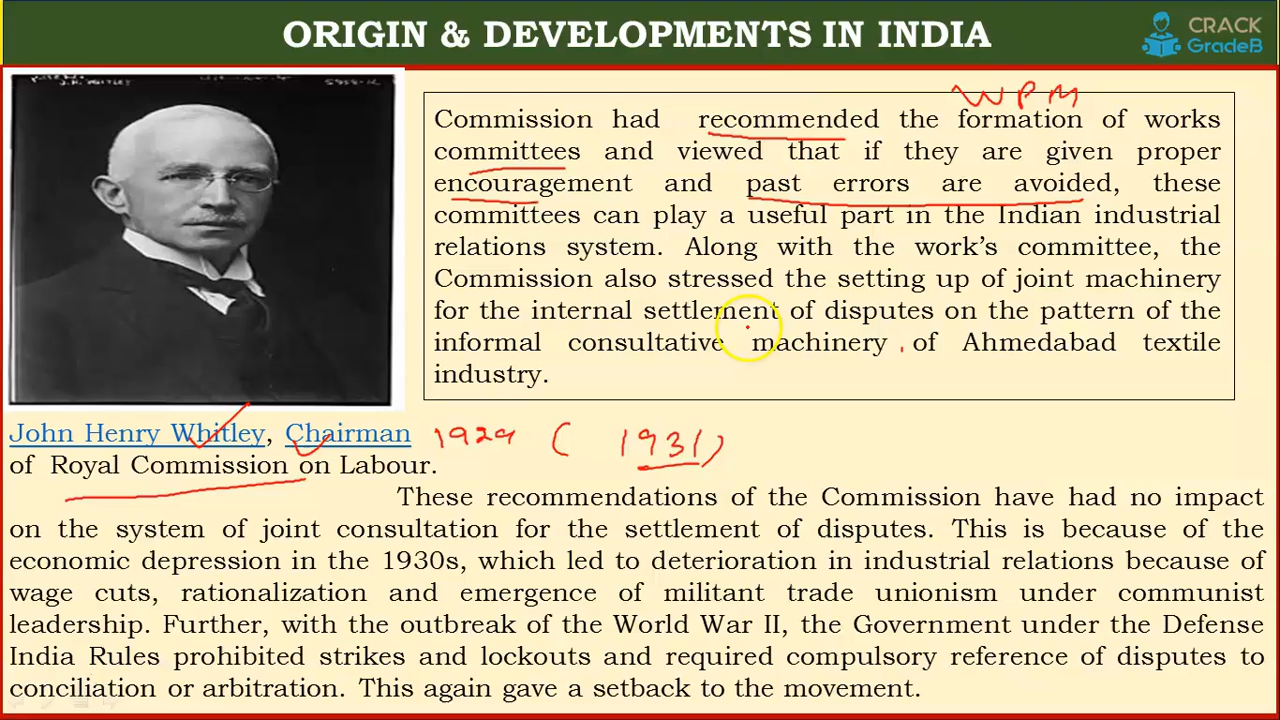 ORIGIN & DEVELOPMENTS IN INDIA
CRACK
GradeB
WPM
Commission had recommended the formation of works
committees and viewed that if they are given proper
encouragement and past errors are avoided, these
committees can play a useful part in the Indian industrial
relations system. Along with the work's committee, the
Commission also stressed the setting up of joint machinery
for the internal settlement of disputes on the pattern of the
informal consultative machinery of Ahmedabad textile
industry.
John Henry Whitley, Chairman 1929 (1931)
of Royal Commission on Labour.
These recommendations of the Commission have had no impact
on the system of joint consultation for the settlement of disputes. This is because of the
economic depression in the 1930s, which led to deterioration in industrial relations because of
wage cuts, rationalization and emergence of militant trade unionism under communist
leadership. Further, with the outbreak of the World War II, the Government under the Defense
India Rules prohibited strikes and lockouts and required compulsory reference of disputes to
conciliation or arbitration. This again gave a setback to the movement.